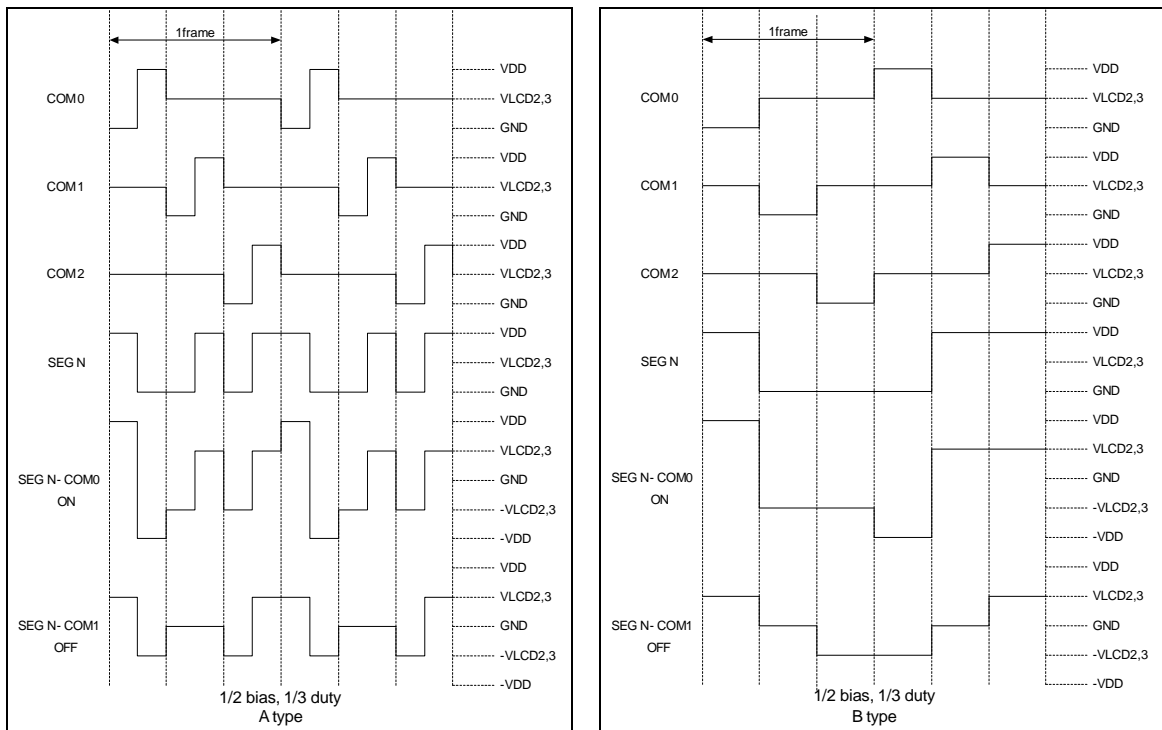 1frame
COM0
VDD
VLCD2,3
GND
COM1
VDD
VLCD2,3
GND
COM2
VDD
VLCD2,3
GND
SEG N
VDD
VLCD2,3
GND
SEG N- COM0
ON
VDD
VLCD2,3
GND
-VLCD2,3
-VDD
SEG N- COM1
OFF
VDD
VLCD2,3
GND
-VLCD2,3
-VDD
1/2 bias, 1/3 duty
A type
1frame
COM0
VDD
VLCD2,3
GND
COM1
VDD
VLCD2,3
GND
COM2
VDD
VLCD2,3
GND
SEG N
VDD
VLCD2,3
GND
SEG N- COM0
ON
VDD
VLCD2,3
GND
-VLCD2,3
-VDD
SEG N- COM1
OFF
VDD
VLCD2,3
GND
-VLCD2,3
-VDD
1/2 bias, 1/3 duty
B type